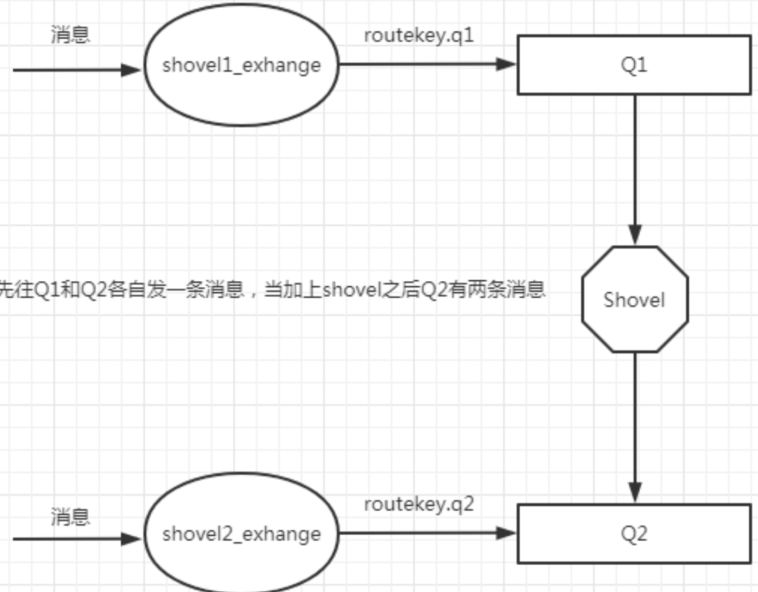 消息
routekey.q1
shovel1_exhange
Q1
先往Q1和Q2各自发一条消息，当加上shovel之后Q2有两条消息
Shovel
消息
routekey.q2
shovel2_exhange
Q2